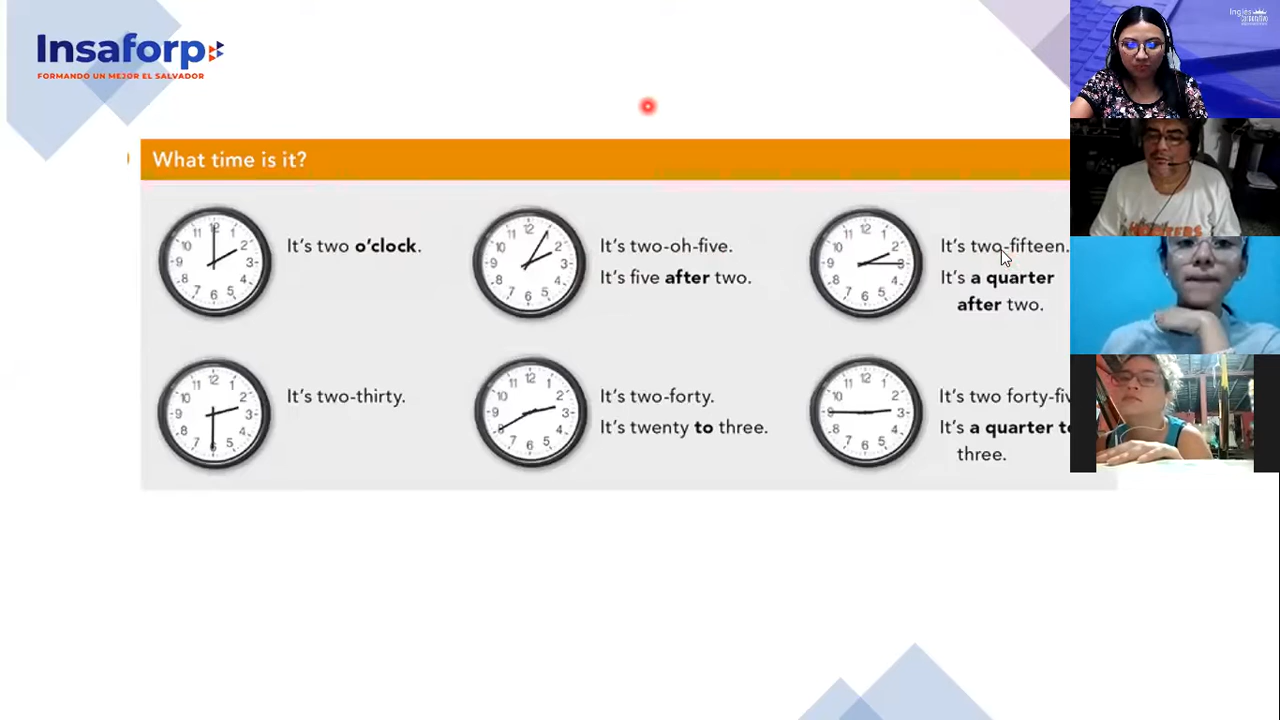 Insaforp
FORMANDO UN MEJOR EL SALVADOR
Inglés
What time is it?
It's two o'clock.
It's two-oh-five.
It's five after two.
It's two-fifteen.
It's a quarter
after two.
It's two-thirty.
It's two-forty.
It's twenty to three.
It's two forty-fiv
It's a quarter to
three.